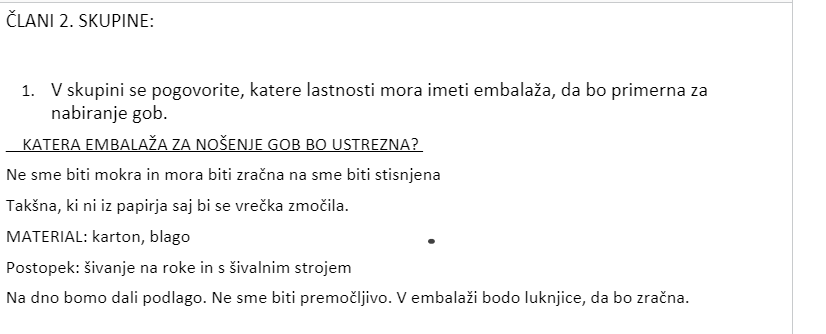 ČLANI 2. SKUPINE:
1. V skupini se pogovorite, katere lastnosti mora imeti embalaža, da bo primerna za
nabiranje gob.
KATERA EMBALAŽA ZA NOŠENJE GOB BO USTREZNA?
Ne sme biti mokra in mora biti zračna na sme biti stisnjena
Takšna, ki ni iz papirja saj bi se vrečka zmočila.
MATERIAL: karton, blago
Postopek: šivanje na roke in s šivalnim strojem
Na dno bomo dali podlago. Ne sme biti premočljivo. V embalaži bodo luknjice, da bo zračna.